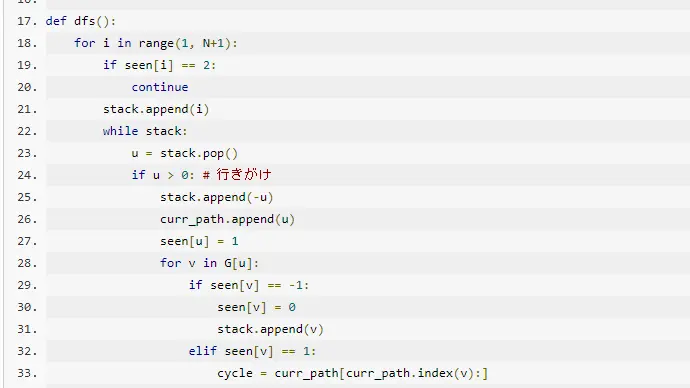 17. def dfs():
18.     for i in range(1, N+1):
19.         if seen[i] == 2:
20.             continue
21.         stack.append(i)
22.         while stack:
23.             u = stack.pop()
24.             if u > 0: # 行きがけ
25.                 stack.append(-u)
26.                 curr_path.append(u)
27.                 seen[u] = 1
28.                 for v in G[u]:
29.                     if seen[v] == -1:
30.                         seen[v] = 0
31.                         stack.append(v)
32.                     elif seen[v] == 1:
33.                         cycle = curr_path[curr_path.index(v):]